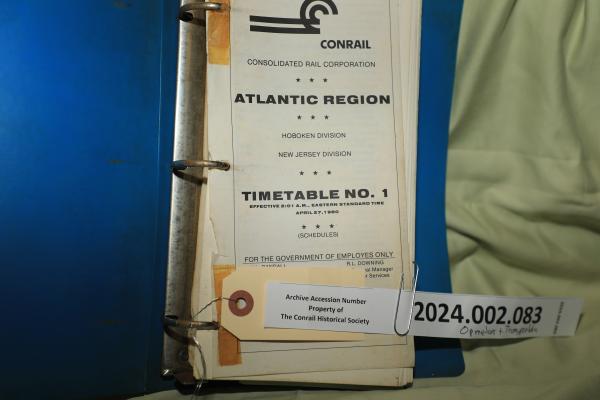 CONRAIL
CONSOLIDATED RAIL CORPORATION
★ ★ ★
ATLANTIC REGION
★ ★ ★
HOBOKEN DIVISION
NEW JERSEY DIVISION
★ ★ ★
TIMETABLE NO. 1
EFFECTIVE 2:01 A.M., EASTERN STANDARD TIME
APRIL 27, 1980
★ ★ ★
(SCHEDULES)
FOR THE GOVERNMENT OF EMPLOYES ONLY
R.L. DOWNING
Manager
Services
Archive Accession Number
Property of
The Conrail Historical Society
2024.002.083